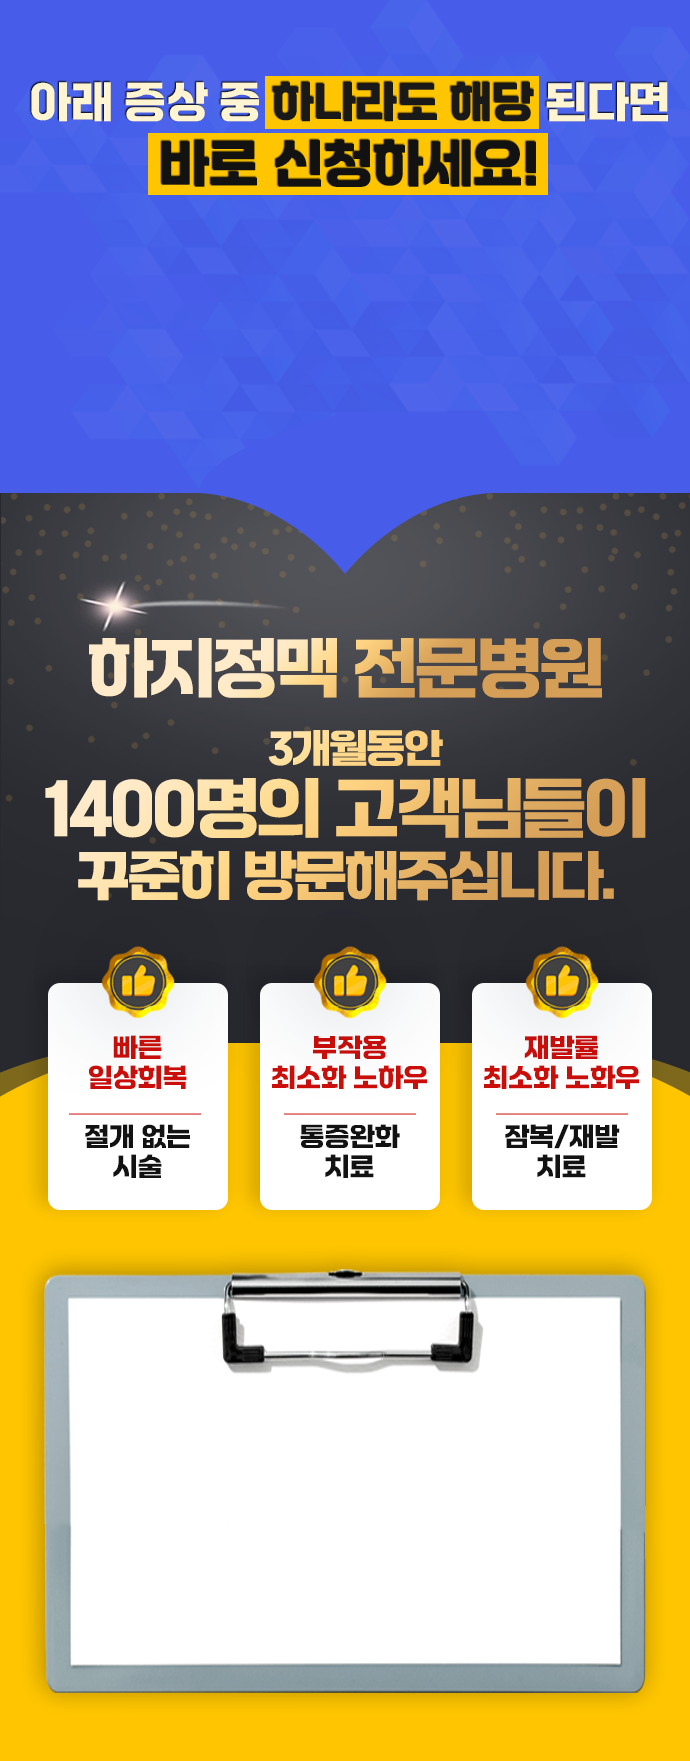 아래 증상 중 하나라도 해당 된다면
바로 신청하세요!
하지정맥 전문병원
3개월동안
1400명의 고객님들이
꾸준히 방문해주십니다.
빠른
일상회복
절개 없는
시술
부작용
최소화 노하우
통증완화
치료
재발률
최소화 노화우
잠복/재발
치료